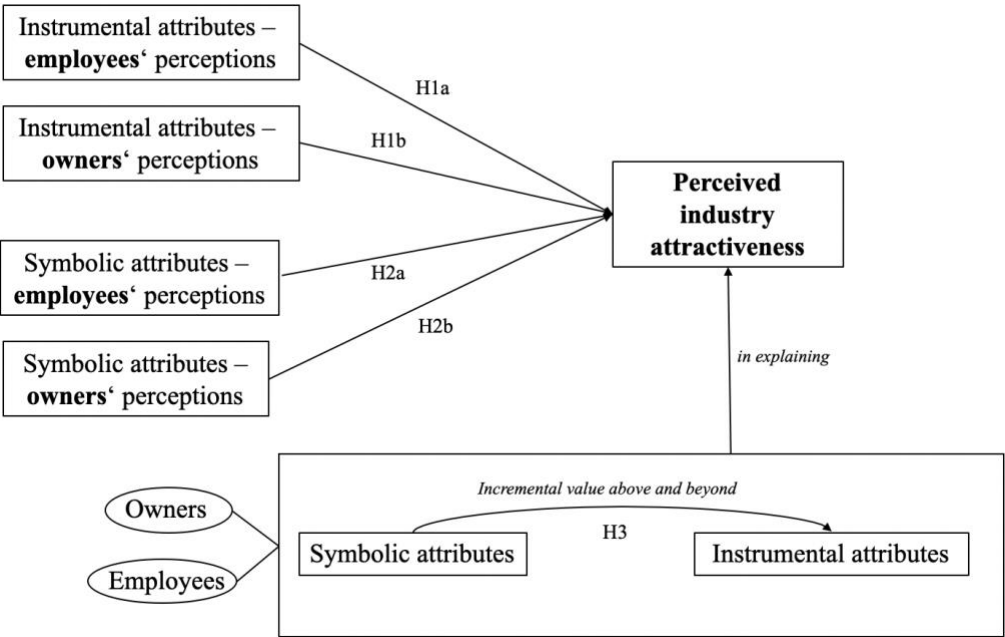 Instrumental attributes –
employees‘ perceptions
H1a
Instrumental attributes –
owners‘ perceptions
H1b
Perceived
industry
attractiveness
Symbolic attributes –
employees‘ perceptions
H2a
H2b
Symbolic attributes –
owners‘ perceptions
in explaining
Incremental value above and beyond
Owners
H3
Symbolic attributes
Instrumental attributes
Employees